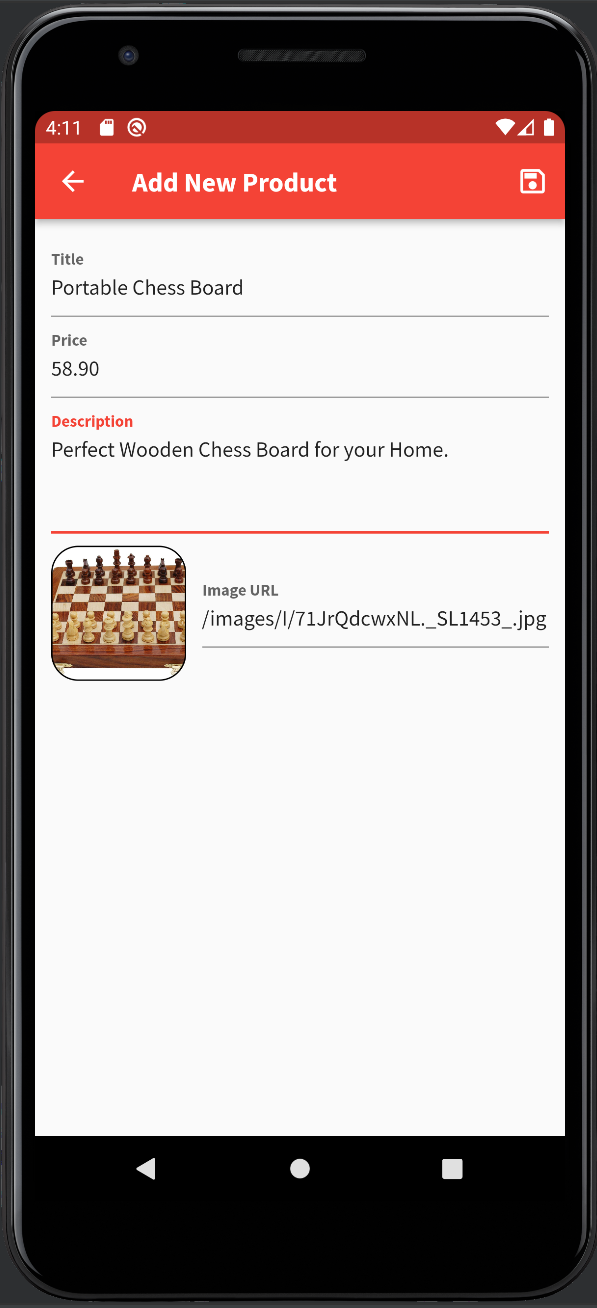 4:11
Add New Product
Title
Portable Chess Board
Price
58.90
Description
Perfect Wooden Chess Board for your Home.
Image URL
/images/I/71JrQdcwxNL._SL1453_.jpg